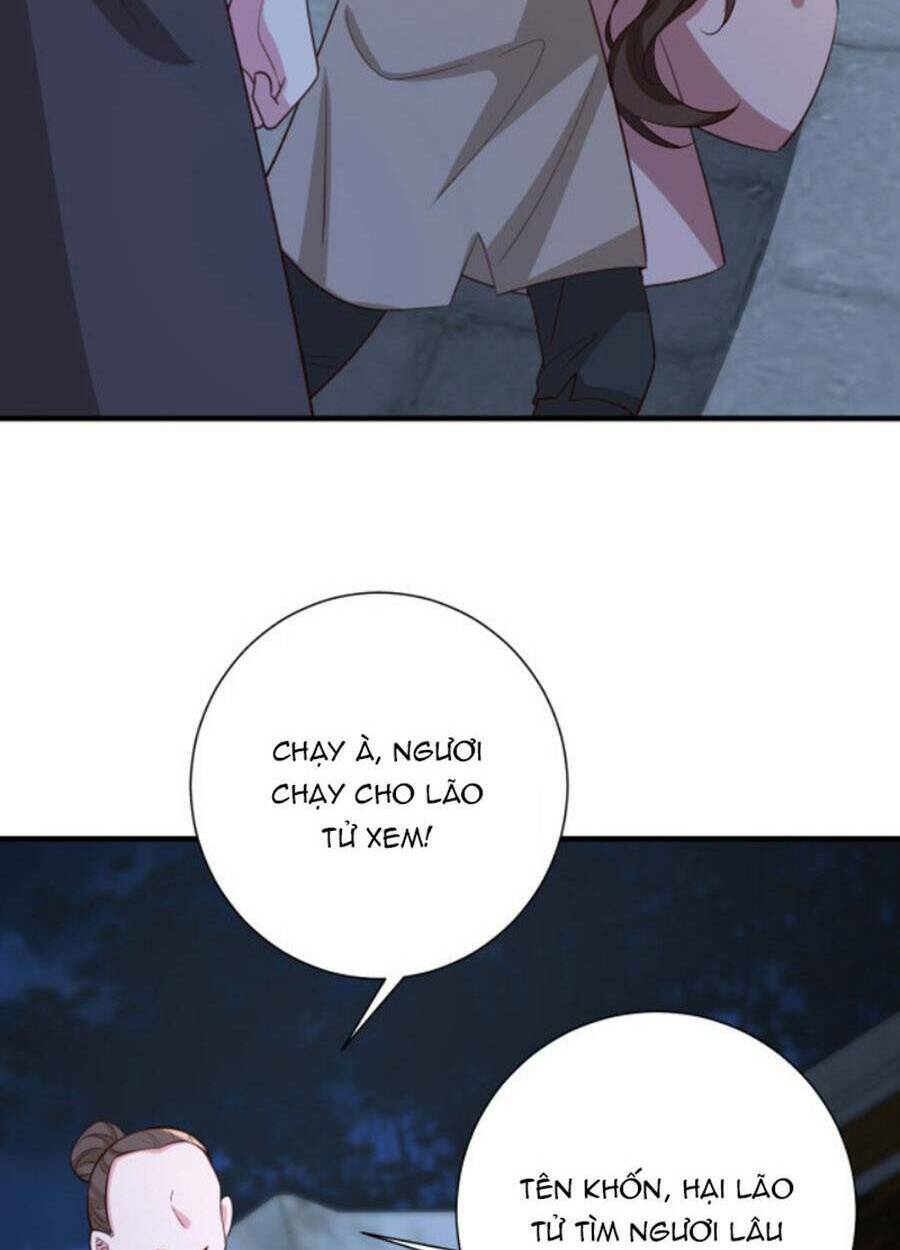 CHẠY À, NGƯƠI
CHẠY CHO LÃO
TỬ XEM!
TÊN KHỐN, HẠI LÃO
TỬ TÌM NGƯƠI LÂU